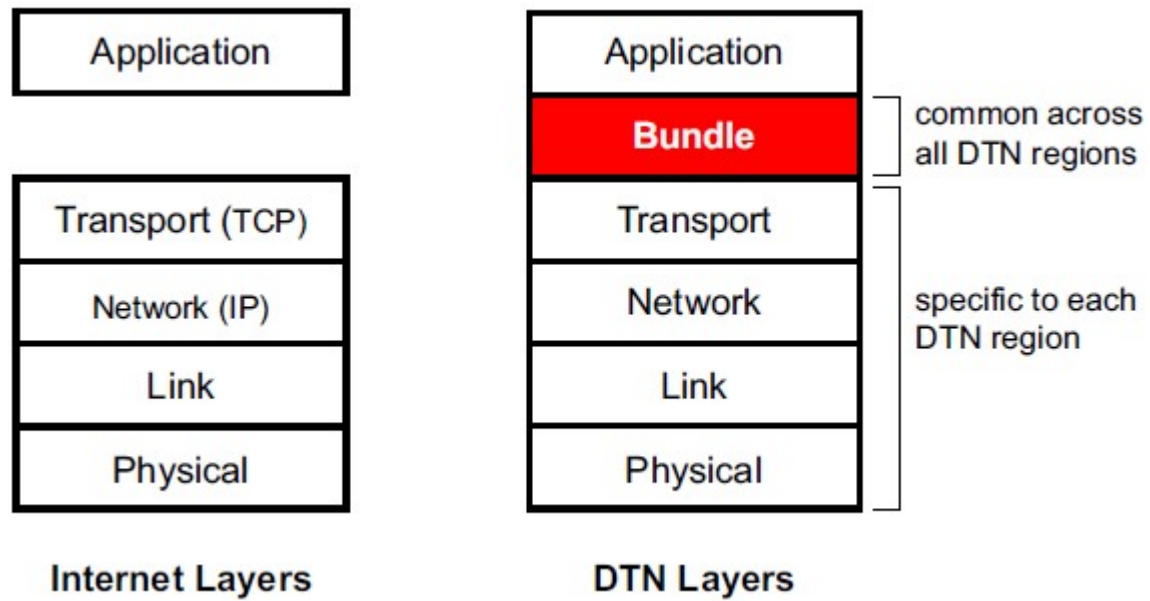 Application
Transport (TCP)
Network (IP)
Link
Physical
Internet Layers
Application
Bundle
Transport
Network
Link
Physical
DTN Layers
common across
all DTN regions
specific to each
DTN region